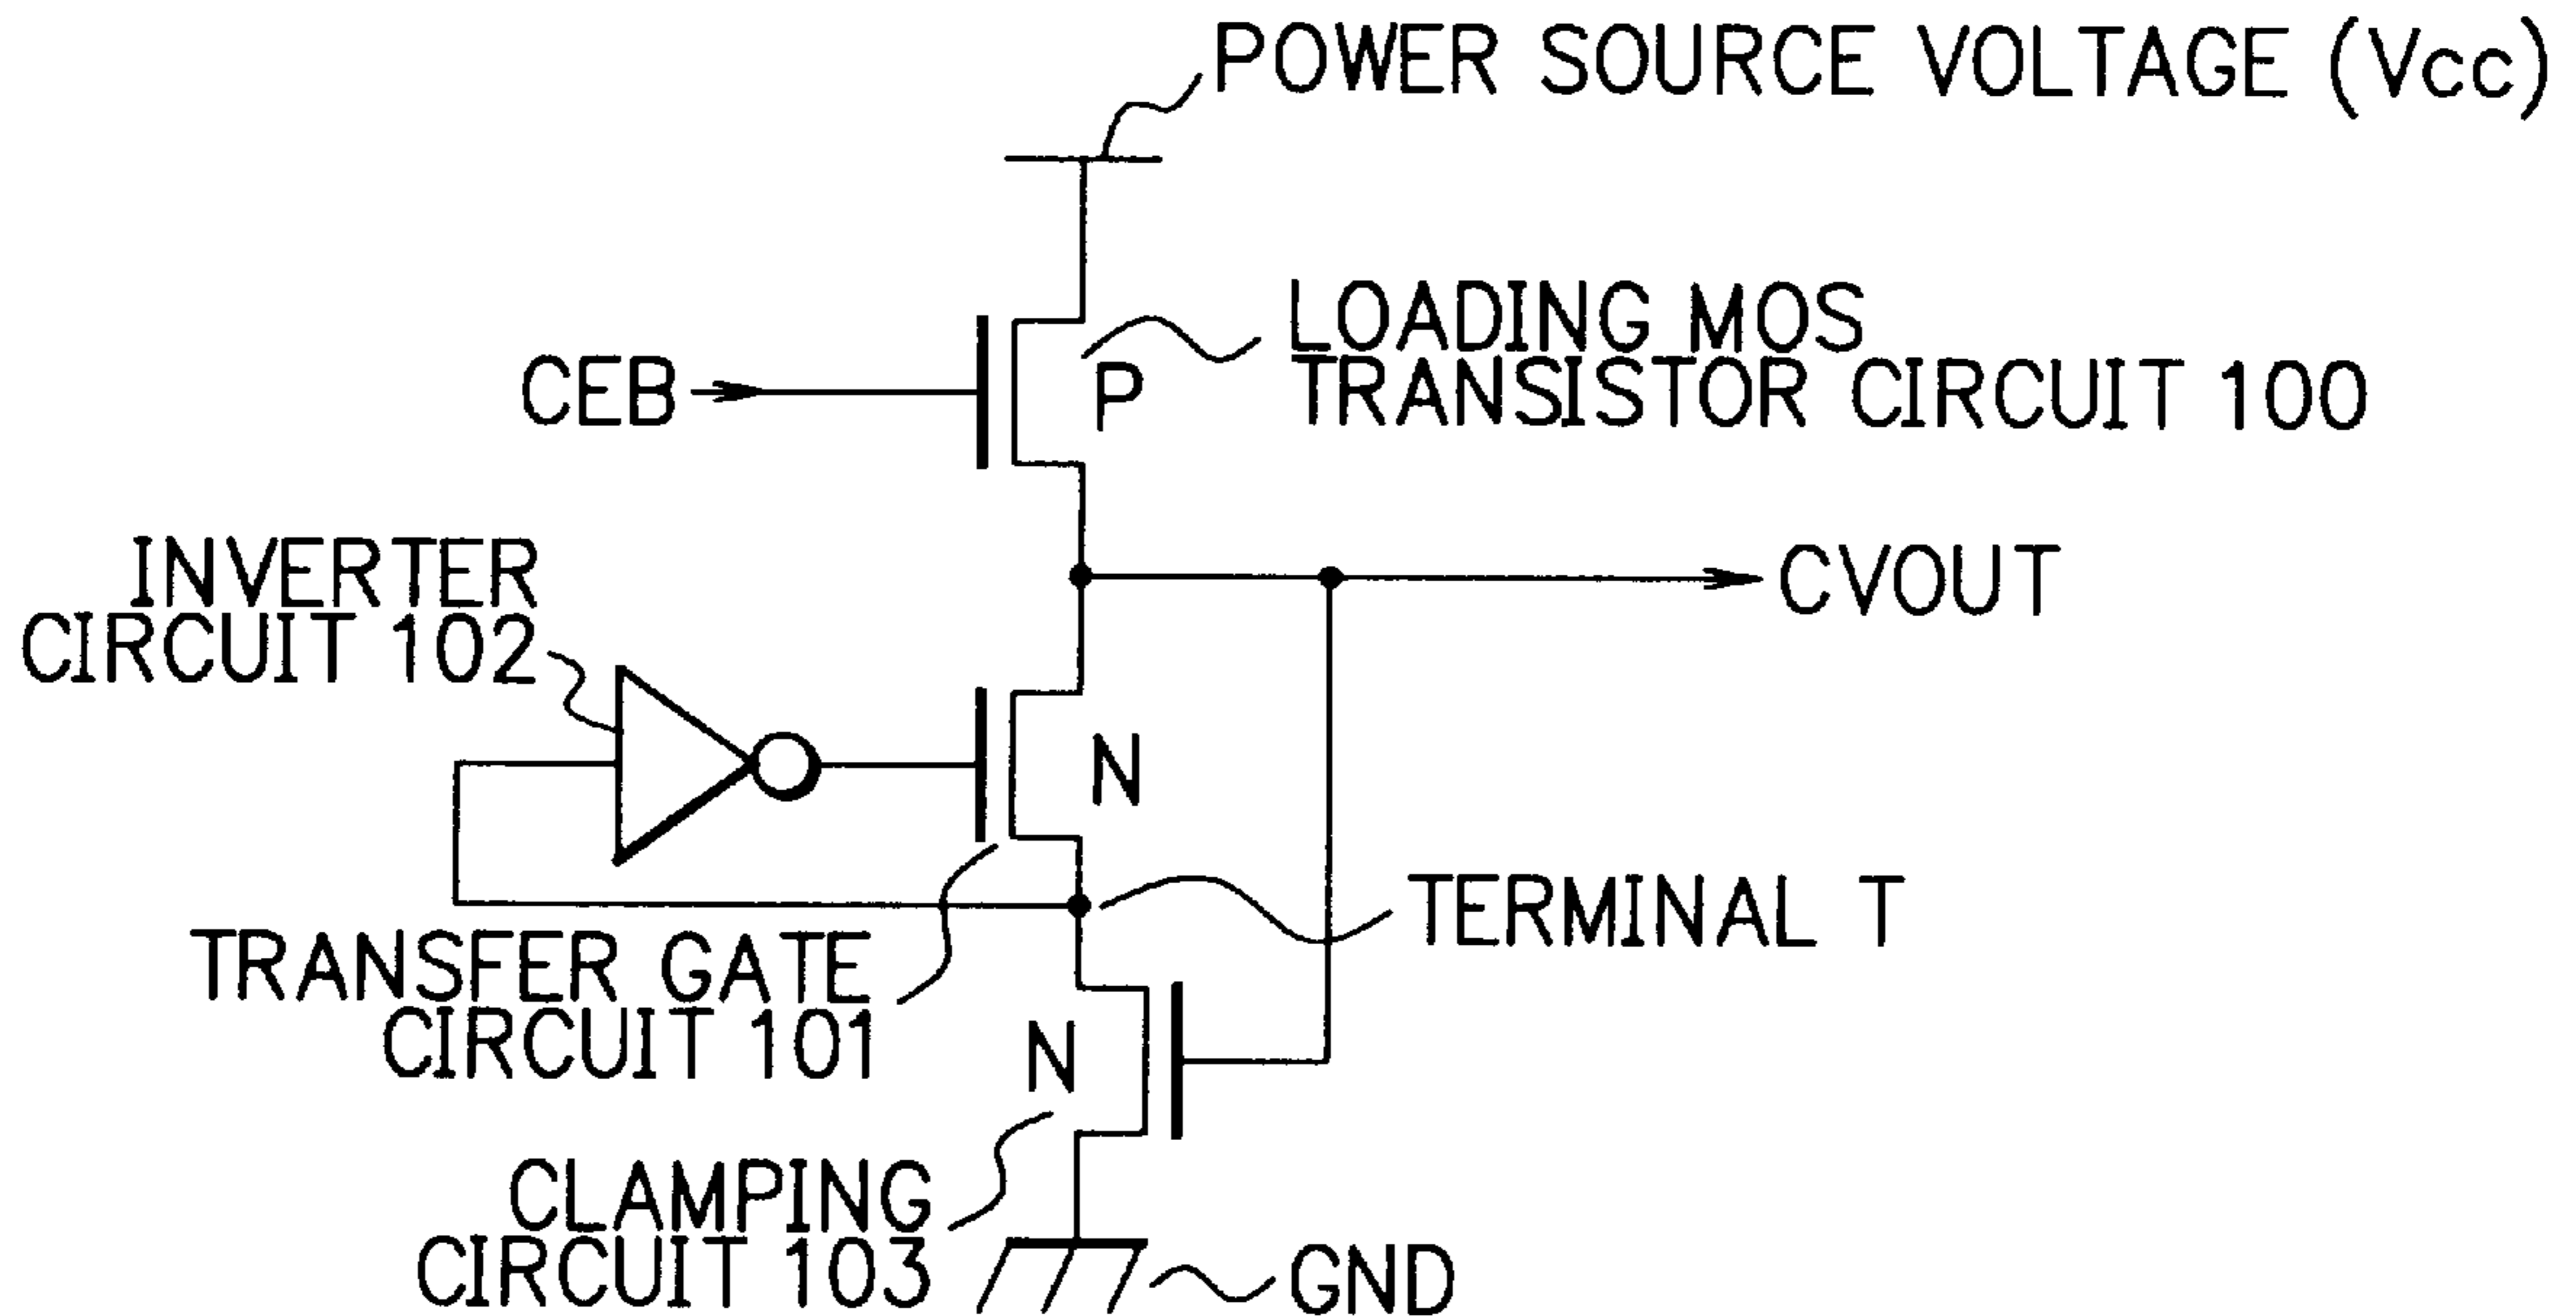 POWER SOURCE VOLTAGE (Vcc)
LOADING MOS
TRANSISTOR CIRCUIT 100
CEB
P
INVERTER
CIRCUIT 102
CVOUT
N
TERMINAL T
TRANSFER GATE
CIRCUIT 101
N
CLAMPING
CIRCUIT 103
GND